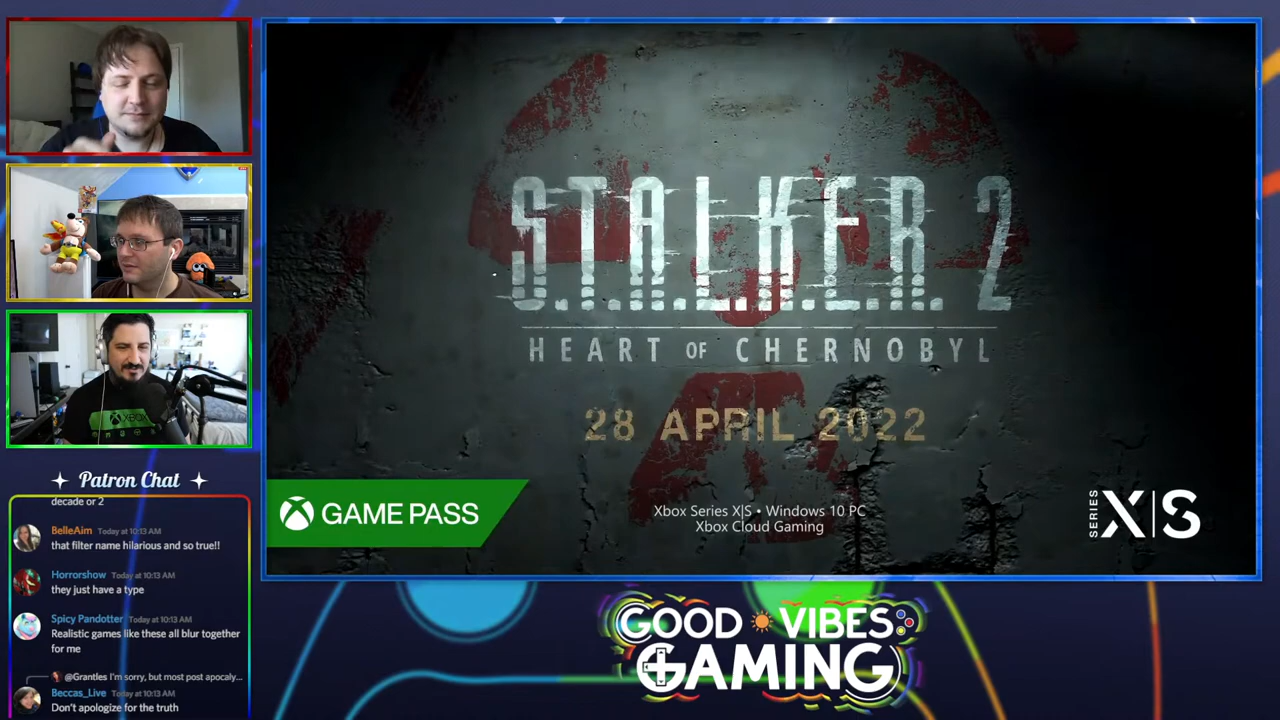 S.T.A.L.K.E.R. 2
HEART OF CHERNOBYL
28 APRIL 2022
GAME PASS
Xbox Series X|S • Windows 10 PC
Xbox Cloud Gaming
SERIES X|S
XBOX
Patron Chat
decade or 2
BelleAim Today at 10:13 AM
that filter name hilarious and so true!!
Horrorshow Today at 10:13 AM
they just have a type
Spicy Pandotter Today at 10:13 AM
Realistic games like these all blur together
for me
@Grantles I'm sorry, but most post apocaly...
Beccas_Live Today at 10:13 AM
Don't apologize for the truth
GOOD VIBES
GAMING